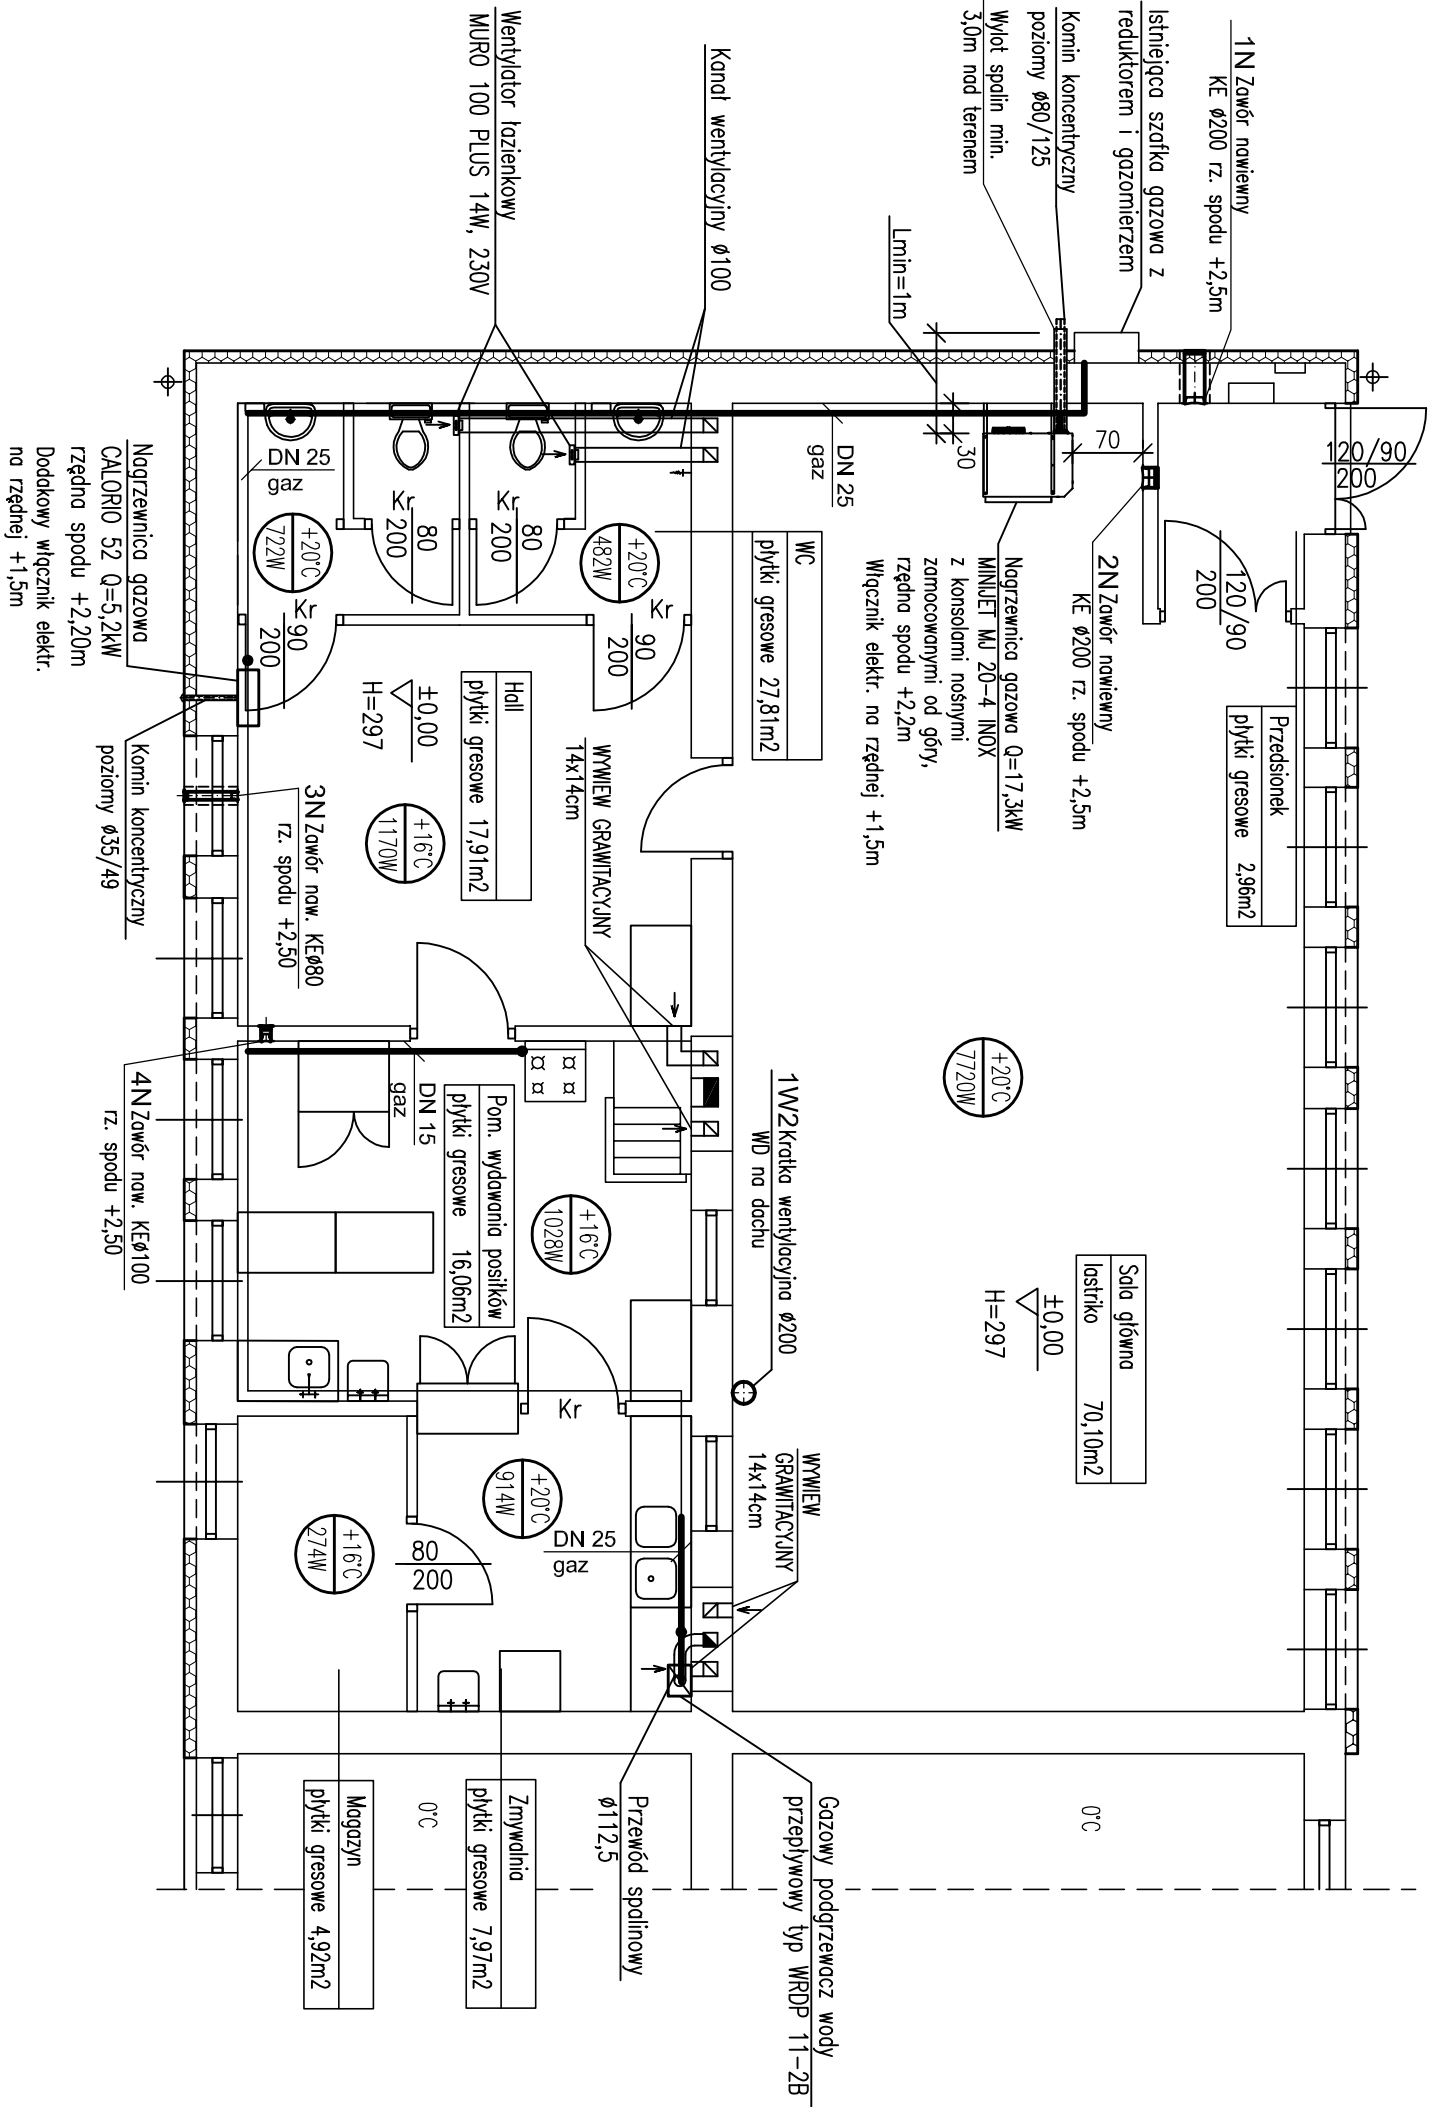 1N Zawór nawiewny
KE ø200 rz. spodu +2,5m
Istniejąca szafka gazowa z
reduktorem i gazomierzem
Komin koncentryczny
poziomy ø80/125
Wylot spalin min.
3,0m nad terenem
Lmin=1m
Kanał wentylacyjny ø100
Wentylator łazienkowy
MURO 100 PLUS 14W, 230V
120/90
200
120/90
200
70
30
2N Zawór nawiewny
KE ø200 rz. spodu +2,5m
Nagrzewnica gazowa Q=17,3kW
MINIJET MJ 20-4 INOX
z konsolami nośnymi
zamocowanymi od góry,
rzędna spodu +2,2m
Włącznik elektr. na rzędnej +1,5m
DN 25
gaz
Przedsionek
płytki gresowe 2,96m2
WC
płytki gresowe 27,81m2
+20°C
482W
Kr
80
200
Kr
80
200
Kr
90
200
DN 25
gaz
+20°C
722W
Kr
90
200
Nagrzewnica gazowa
CALORIO 52 Q=5,2kW
rzędna spodu +2,20m
Dodakowy włącznik elektr.
na rzędnej +1,5m
Komin koncentryczny
poziomy ø35/49
Hall
płytki gresowe 17,91m2
±0,00
H=297
+16°C
1170W
WYWIEW GRAWITACYJNY
14x14cm
3N Zawór naw. KEø80
rz. spodu +2,50
4N Zawór naw. KEø100
rz. spodu +2,50
DN 15
gaz
Pom. wydawania posiłków
płytki gresowe 16,06m2
+16°C
1028W
+20°C
7720W
1W2 Kratka wentylacyjna ø200
WD na dachu
Sala główna
lastriko 70,10m2
±0,00
H=297
WYWIEW
GRAWITACYJNY
14x14cm
Kr
+20°C
914W
DN 25
gaz
80
200
+16°C
274W
Gazowy podgrzewacz wody
przepływowy typ WRDP 11-2B
Przewód spalinowy
ø112,5
Zmywalnia
płytki gresowe 7,97m2
Magazyn
płytki gresowe 4,92m2
0°C
0°C